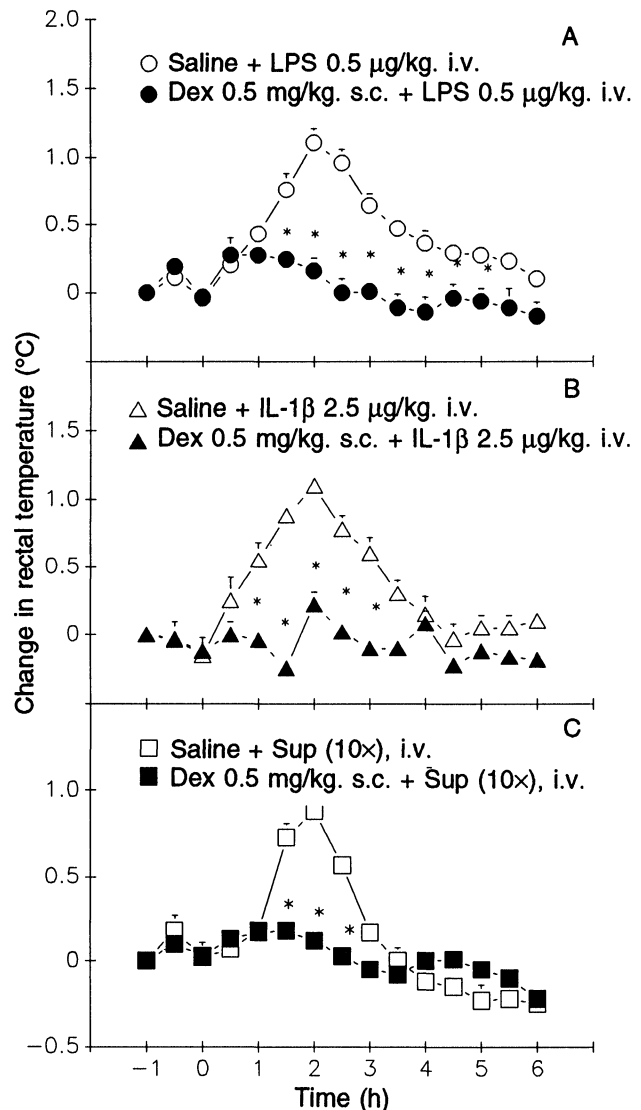 Change in rectal temperature (°C)
2.0
1.5
1.0
0.5
0
A
Saline + LPS 0.5 μg/kg. i.v.
Dex 0.5 mg/kg. s.c. + LPS 0.5 μg/kg. i.v.
* * * * * * * *
1.5
1.0
0.5
0
B
Saline + IL-1β 2.5 μg/kg. i.v.
Dex 0.5 mg/kg. s.c. + IL-1β 2.5 μg/kg. i.v.
* * * * *
1.0
0.5
0
−0.5
C
Saline + Sup (10×), i.v.
Dex 0.5 mg/kg. s.c. + Sup (10×), i.v.
* * *
−1 0 1 2 3 4 5 6
Time (h)